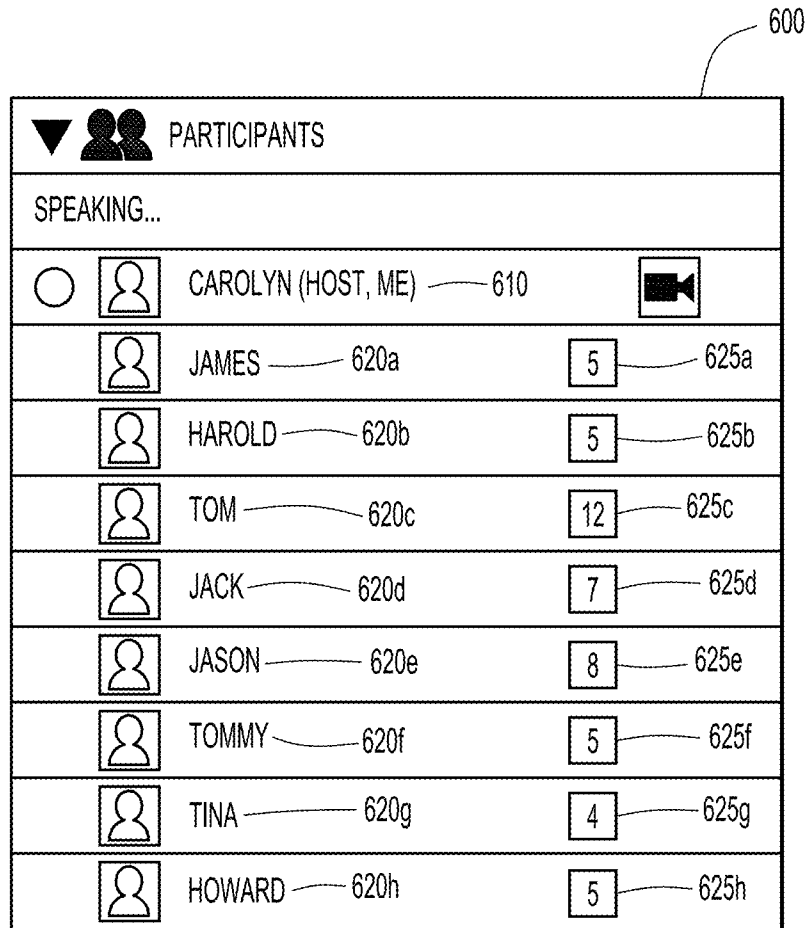 600
PARTICIPANTS
SPEAKING...
CAROLYN (HOST, ME) 610
JAMES 620a 5 625a
HAROLD 620b 5 625b
TOM 620c 12 625c
JACK 620d 7 625d
JASON 620e 8 625e
TOMMY 620f 5 625f
TINA 620g 4 625g
HOWARD 620h 5 625h